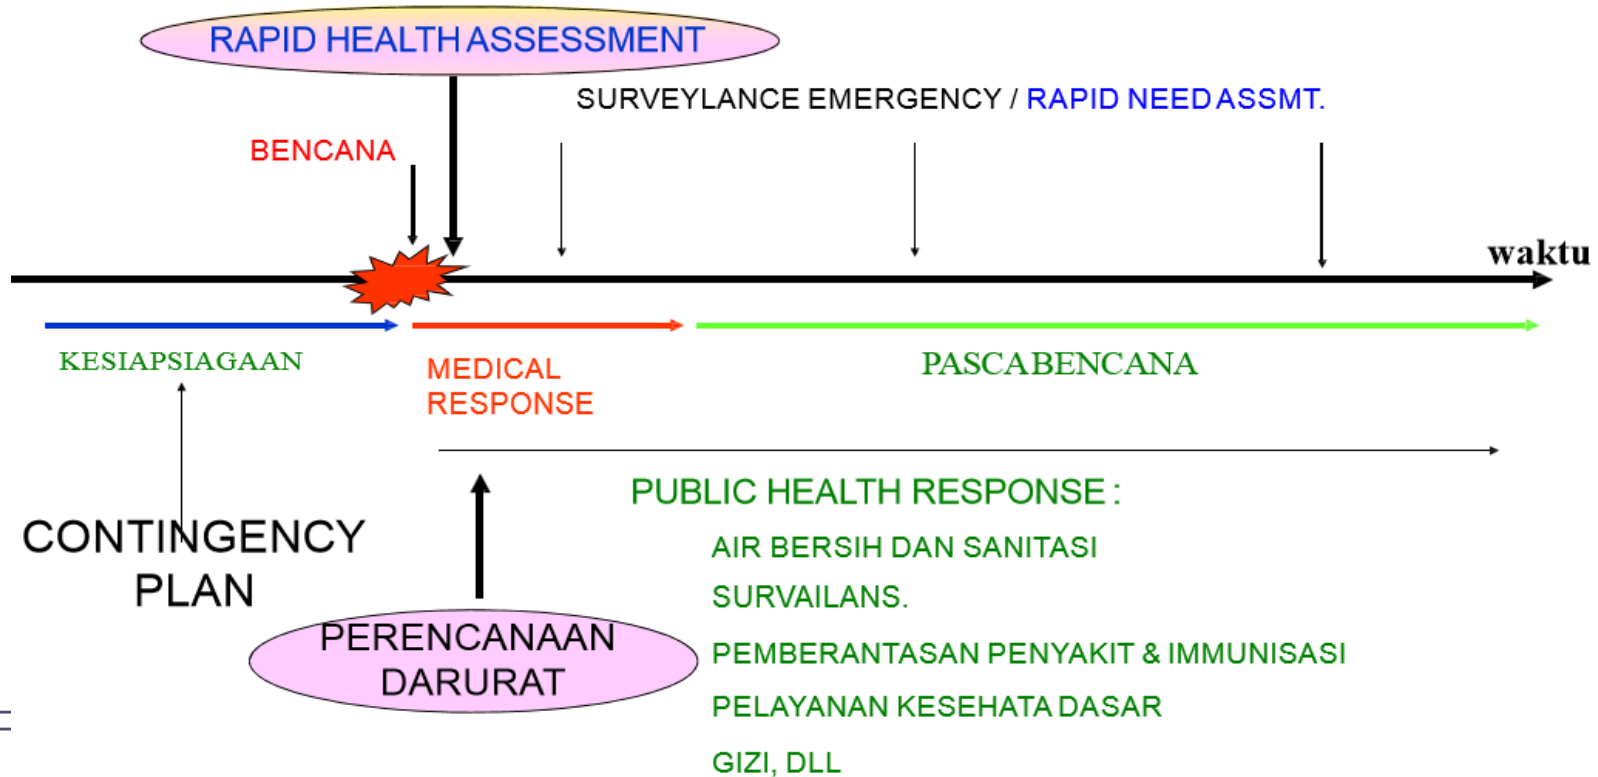 RAPID HEALTH ASSESSMENT
SURVEYLANCE EMERGENCY / RAPID NEED ASSMT.
BENCANA
waktu
KESIAPSIAGAAN
MEDICAL
RESPONSE
PASCABENCANA
PUBLIC HEALTH RESPONSE :
CONTINGENCY
PLAN
AIR BERSIH DAN SANITASI
SURVAILANS.
PERENCANAAN
DARURAT
PEMBERANTASAN PENYAKIT & IMMUNISASI
PELAYANAN KESEHATA DASAR
GIZI, DLL